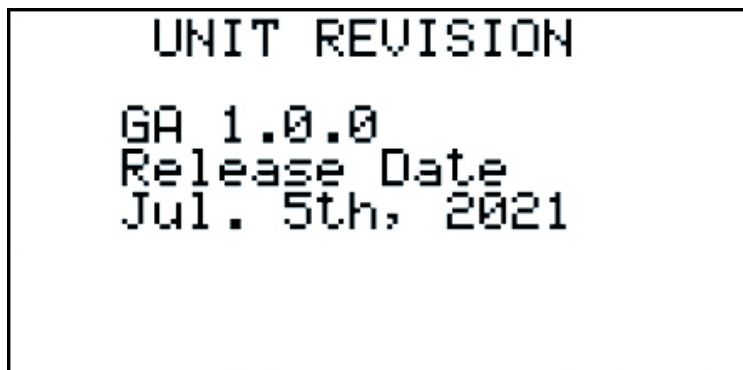 UNIT REVISION
GA 1.0.0
Release Date
Jul. 5th, 2021